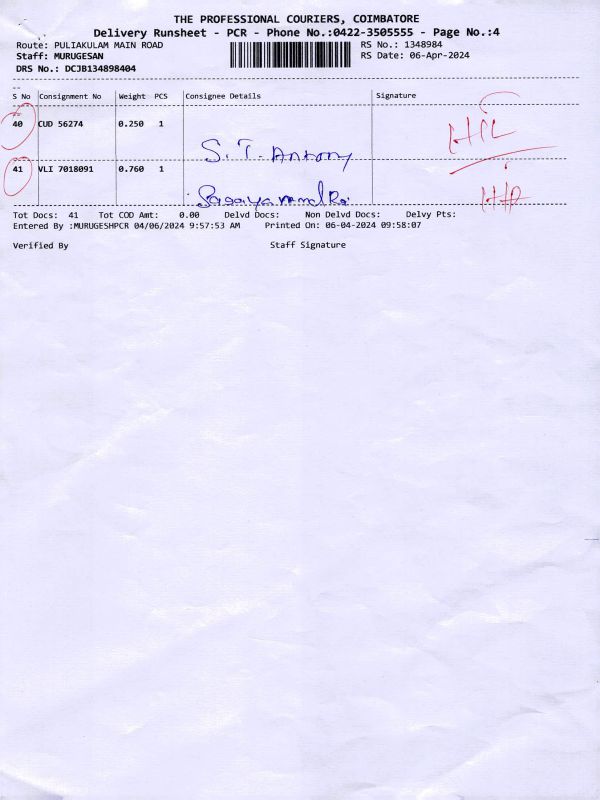 THE PROFESSIONAL COURIERS, COIMBATORE
Delivery Runsheet - PCR - Phone No.:0422-3505555 - Page No.:4
Route: PULIAKULAM MAIN ROAD RS No.: 1348984
Staff: MURUGESAN RS Date: 06-Apr-2024
DRS No.: DCJB134898404
S No Consignment No Weight PCS Consignee Details Signature
40 CUD 56274 0.250 1
S. T. Antony
41 VLI 7018091 0.760 1
Tot Docs: 41 Tot COD Amt: 0.00 Delvd Docs: Non Delvd Docs: Delvy Pts:
Entered By :MURUGESHPCR 04/06/2024 9:57:53 AM Printed On: 06-04-2024 09:58:07
Verified By Staff Signature